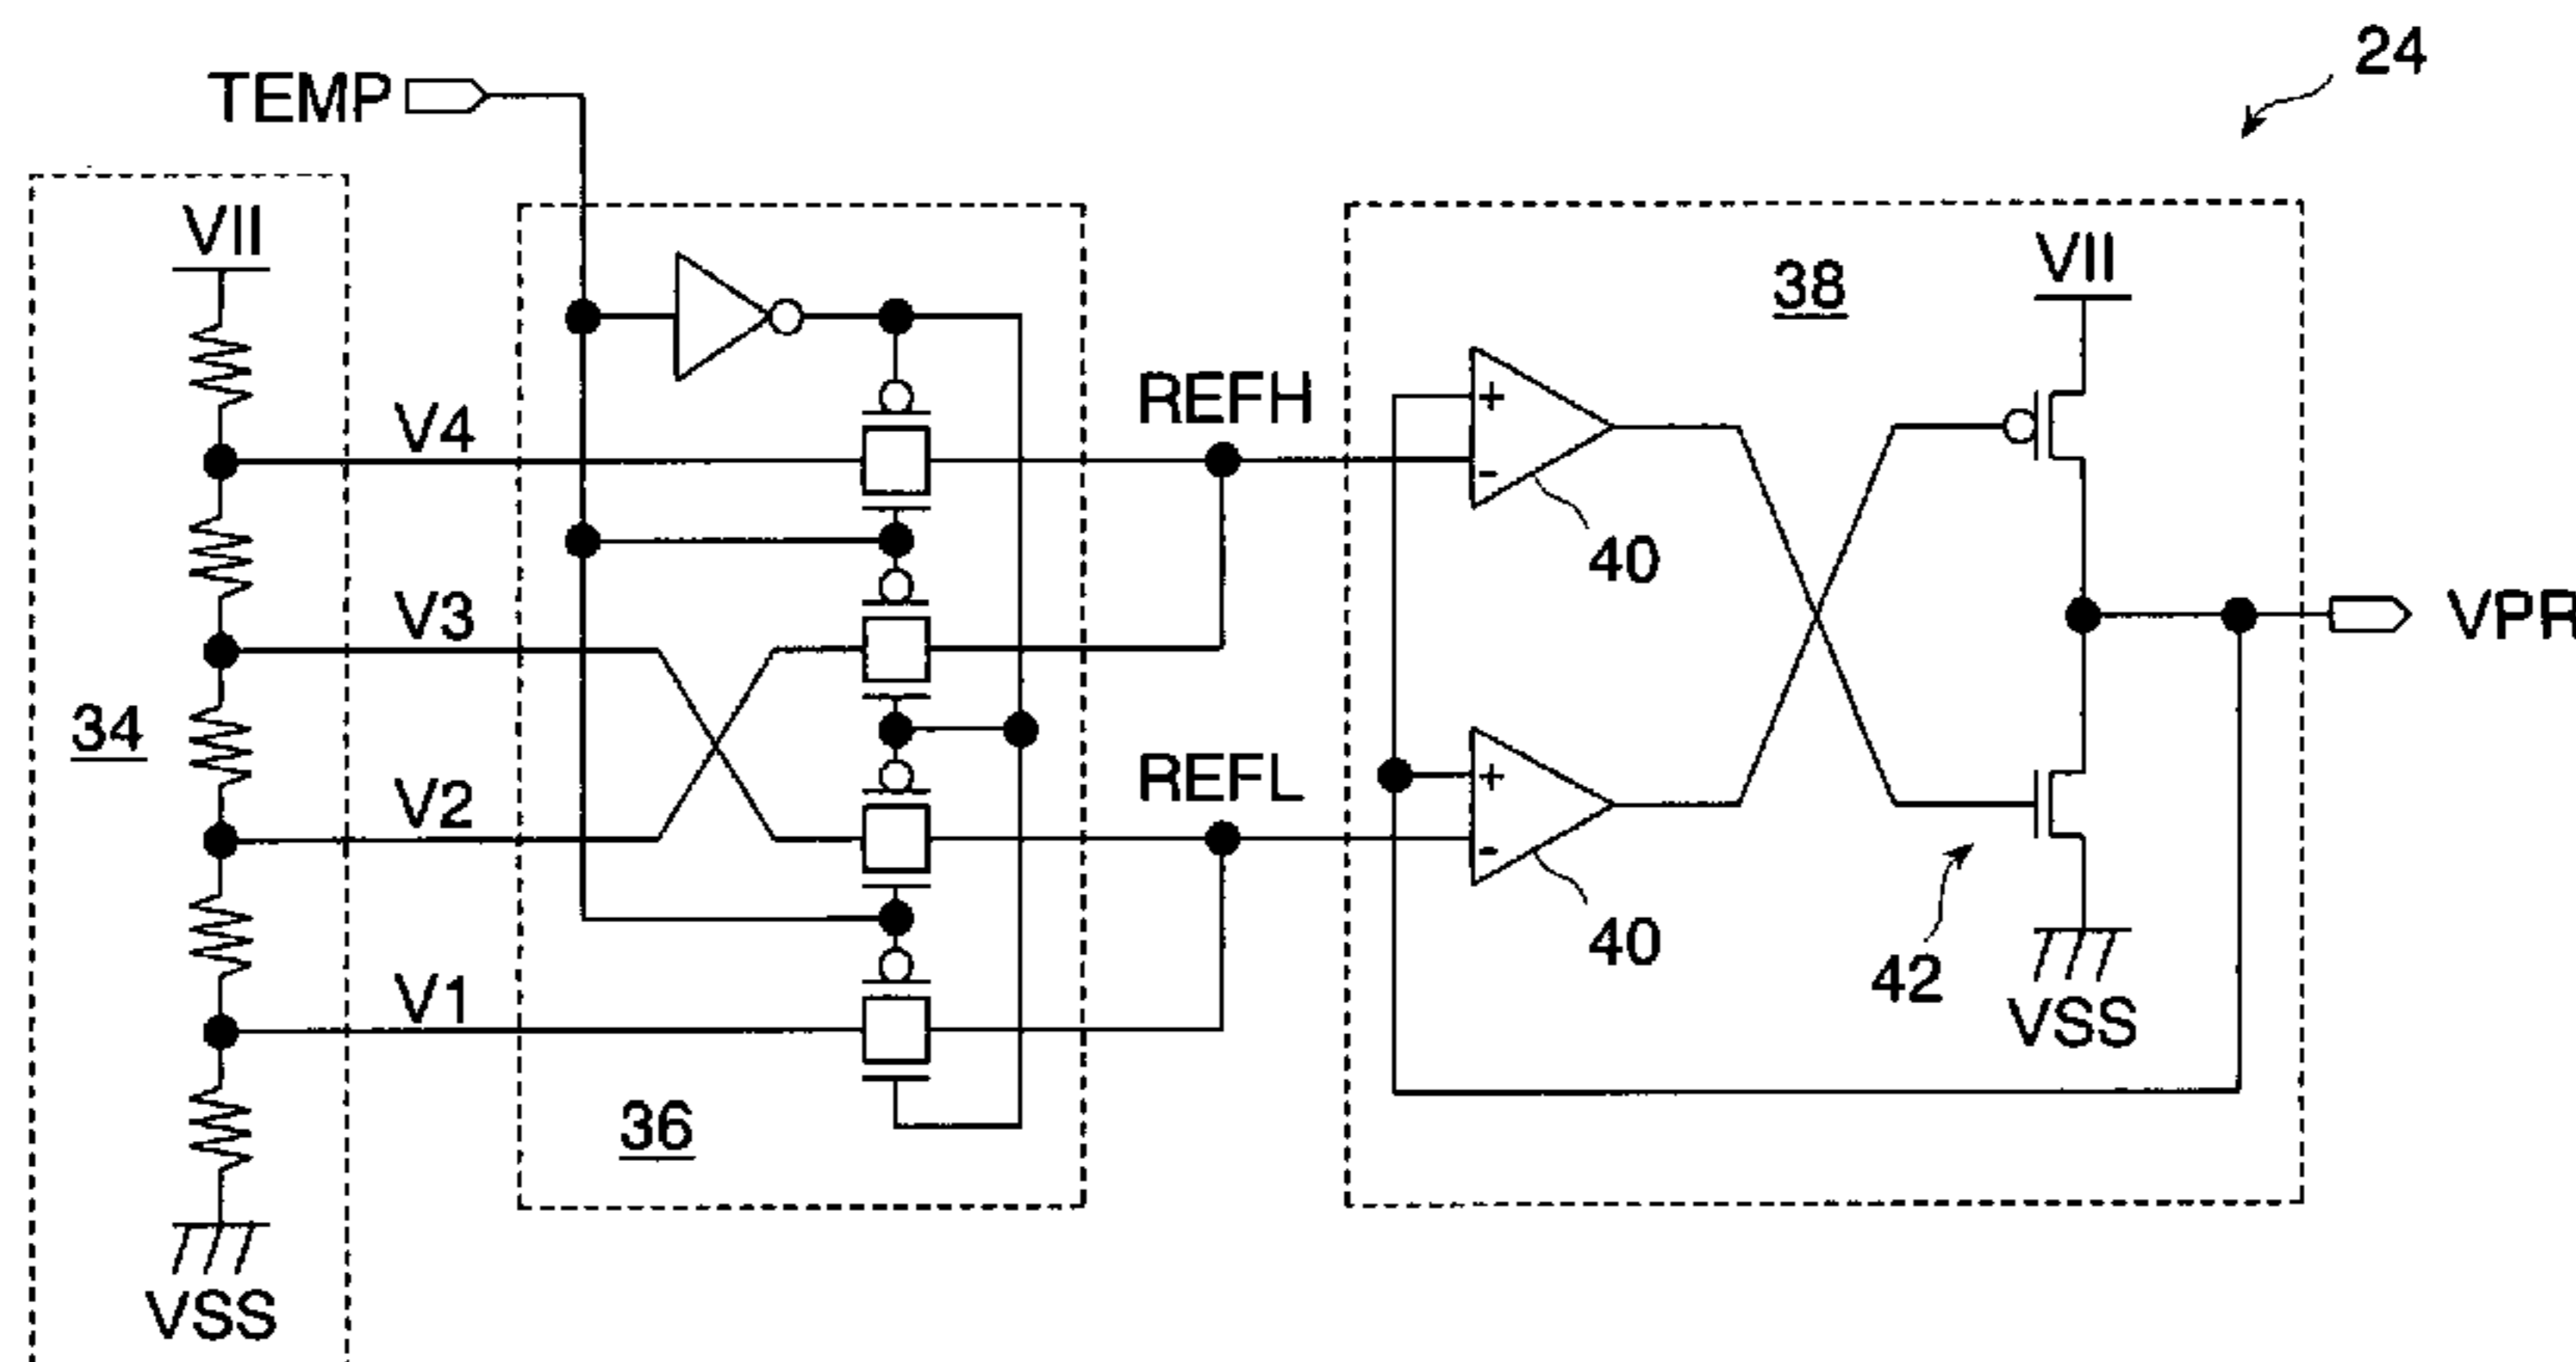 24
TEMP
VII
VII
38
V4
REFH
+
-
40
V3
VPR
34
V2
REFL
+
-
40
42
V1
VSS
36
VSS